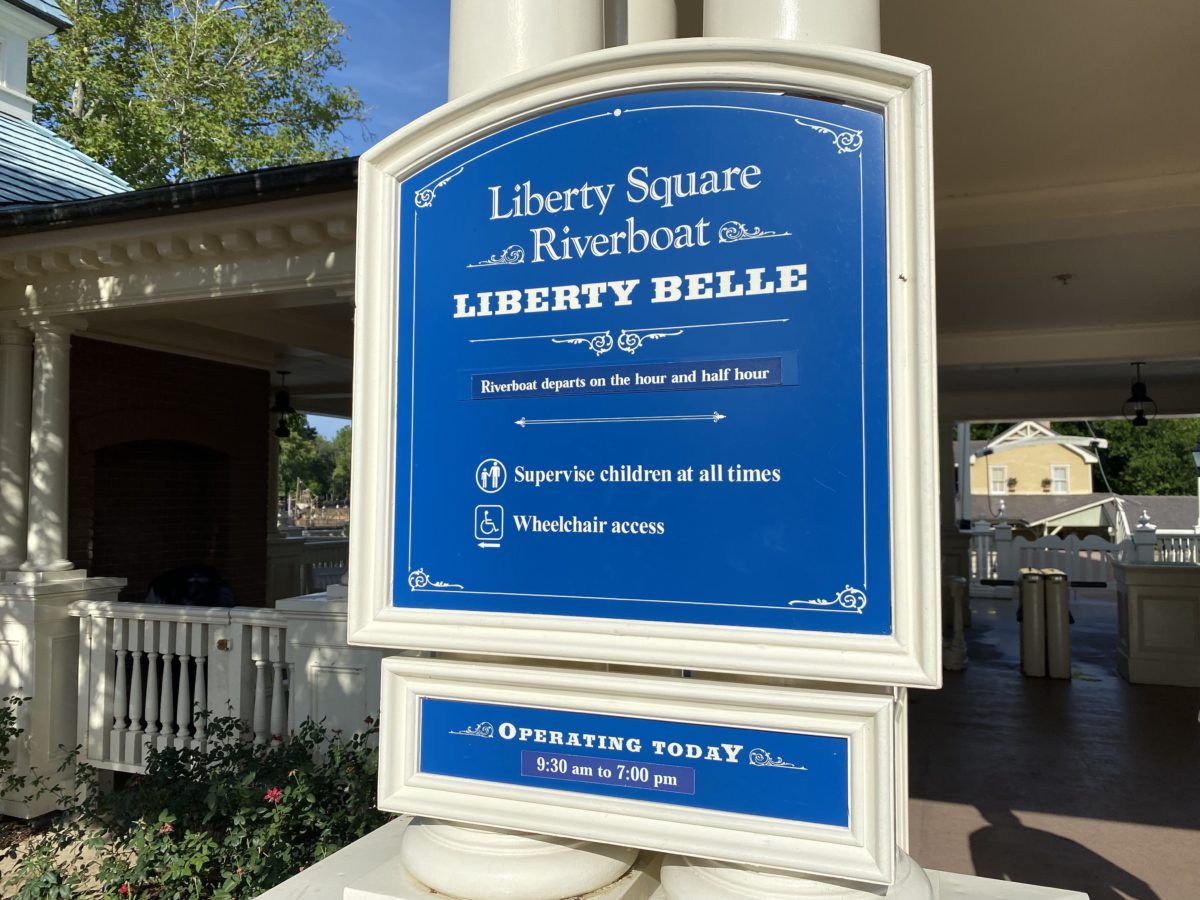 Liberty Square
Riverboat
LIBERTY BELLE
Riverboat departs on the hour and half hour
Supervise children at all times
Wheelchair access
OPERATING TODAY
9:30 am to 7:00 pm